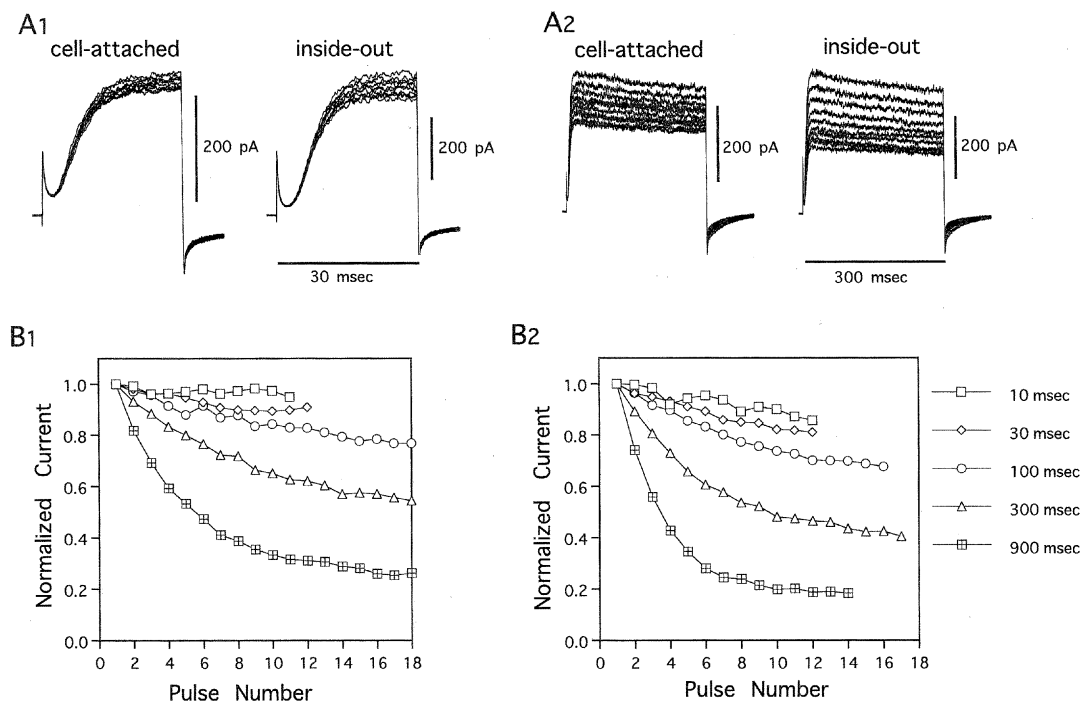 A1
cell-attached
inside-out
200 pA
200 pA
30 msec
A2
cell-attached
inside-out
200 pA
200 pA
300 msec
B1
Normalized Current
1.0
0.8
0.6
0.4
0.2
0.0
0 2 4 6 8 10 12 14 16 18
Pulse Number
B2
Normalized Current
1.0
0.8
0.6
0.4
0.2
0.0
0 2 4 6 8 10 12 14 16 18
Pulse Number
10 msec
30 msec
100 msec
300 msec
900 msec